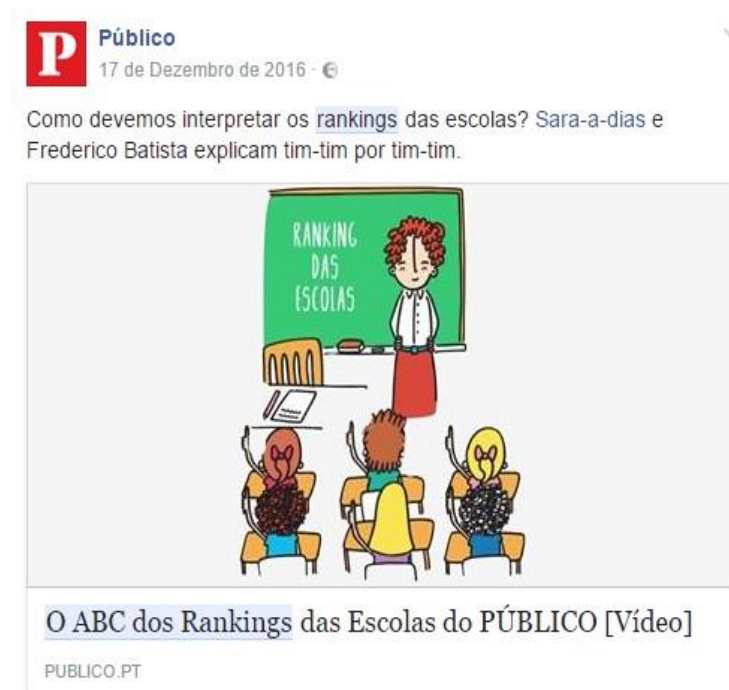 P Público
17 de Dezembro de 2016 ·
Como devemos interpretar os rankings das escolas? Sara-a-dias e
Frederico Batista explicam tim-tim por tim-tim.
RANKING
DAS
ESCOLAS
O ABC dos Rankings das Escolas do PÚBLICO [Vídeo]
PUBLICO.PT